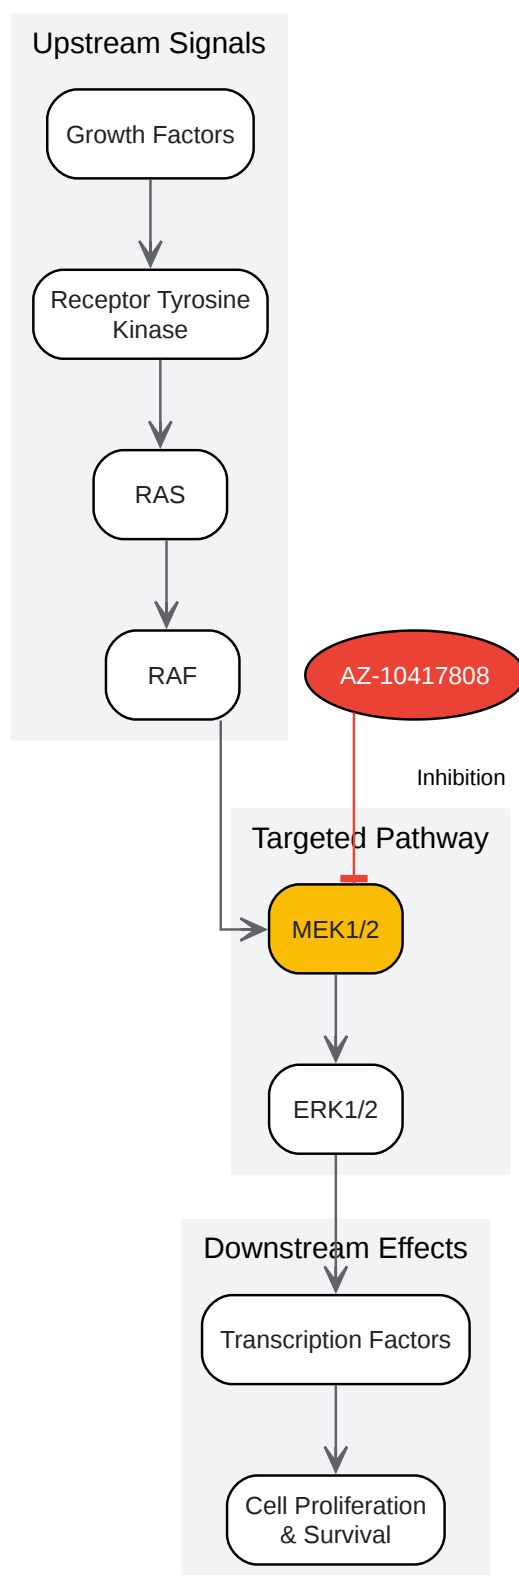 Upstream Signals
Growth Factors
Receptor Tyrosine
Kinase
RAS
RAF
AZ-10417808
Inhibition
Targeted Pathway
MEK1/2
ERK1/2
Downstream Effects
Transcription Factors
Cell Proliferation
& Survival